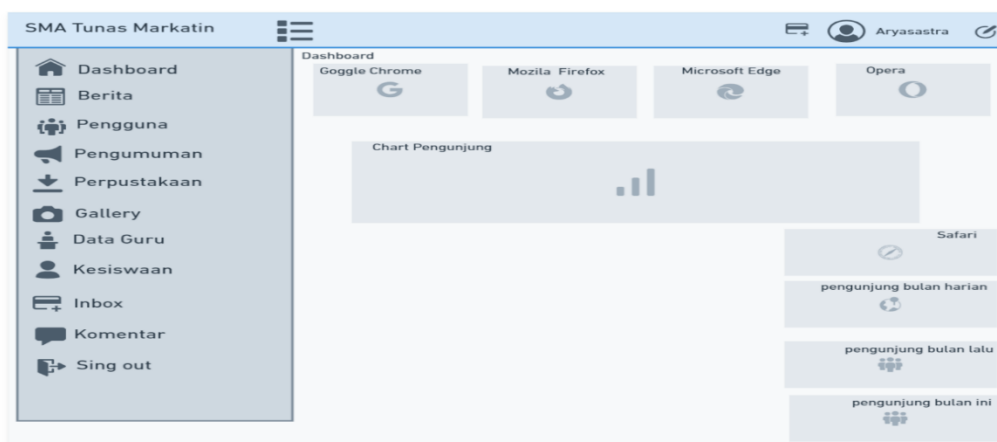 SMA Tunas Markatin
Aryasastra
Dashboard
Berita
Pengguna
Pengumuman
Perpustakaan
Gallery
Data Guru
Kesiswaan
Inbox
Komentar
Sing out
Dashboard
Goggle Chrome
Mozila Firefox
Microsoft Edge
Opera
Chart Pengunjung
Safari
pengunjung bulan harian
pengunjung bulan lalu
pengunjung bulan ini